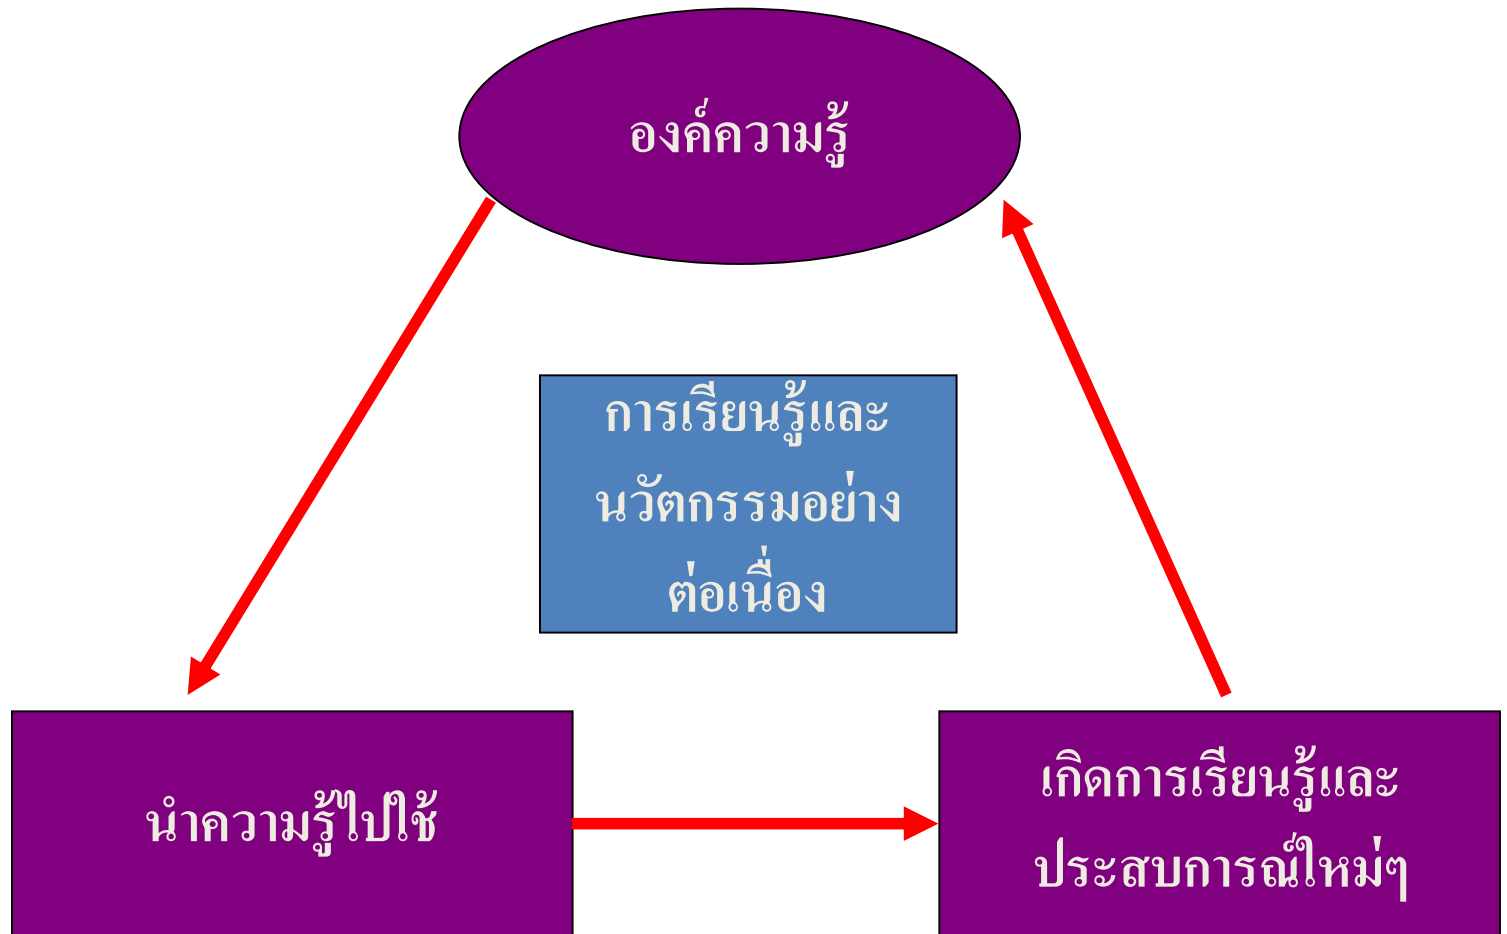 องค์ความรู้
การเรียนรู้และ
นวัตกรรมอย่าง
ต่อเนื่อง
นำความรู้ไปใช้
เกิดการเรียนรู้และ
ประสบการณ์ใหม่ๆ